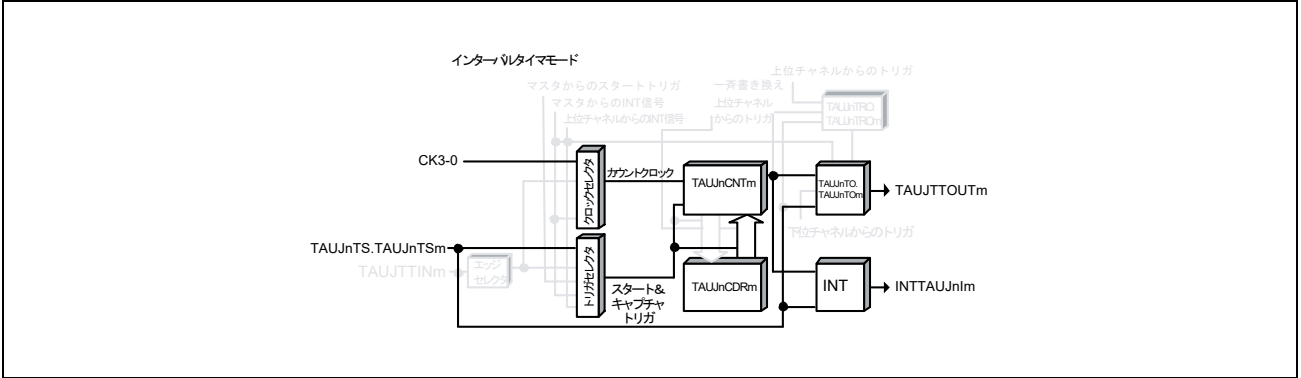 インターバルタイマモード
上位チャネルからのトリガ
マスタからのスタートトリガ
一斉書き換え
マスタからのINT信号
上位チャネル
からのトリガ
上位チャネルからのINT信号
TAUJnTRO.
TAUJnTROm
CK3-0
クロックセレクタ
カウントクロック
TAUJnCNTm
TAUJnTO.
TAUJnTOm
TAUJTTOUTm
下位チャネルからのトリガ
TAUJnTS.TAUJnTSm
TAUJTTINm
エッジ
セレクタ
トリガセレクタ
スタート&
キャプチャ
トリガ
TAUJnCDRm
INT
INTTAUJnIm